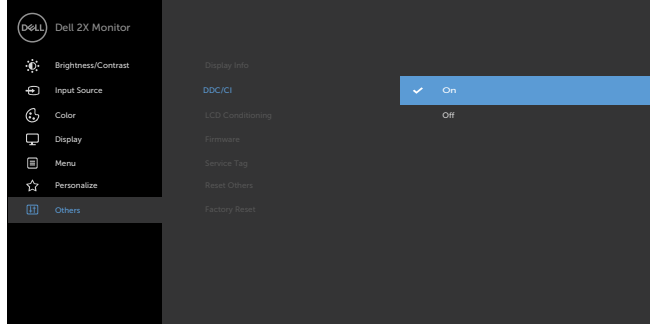 DELL Dell 2X Monitor
Brightness/Contrast
Input Source
Color
Display
Menu
Personalize
Others
Display Info
DDC/CI
LCD Conditioning
Firmware
Service Tag
Reset Others
Factory Reset
On
Off